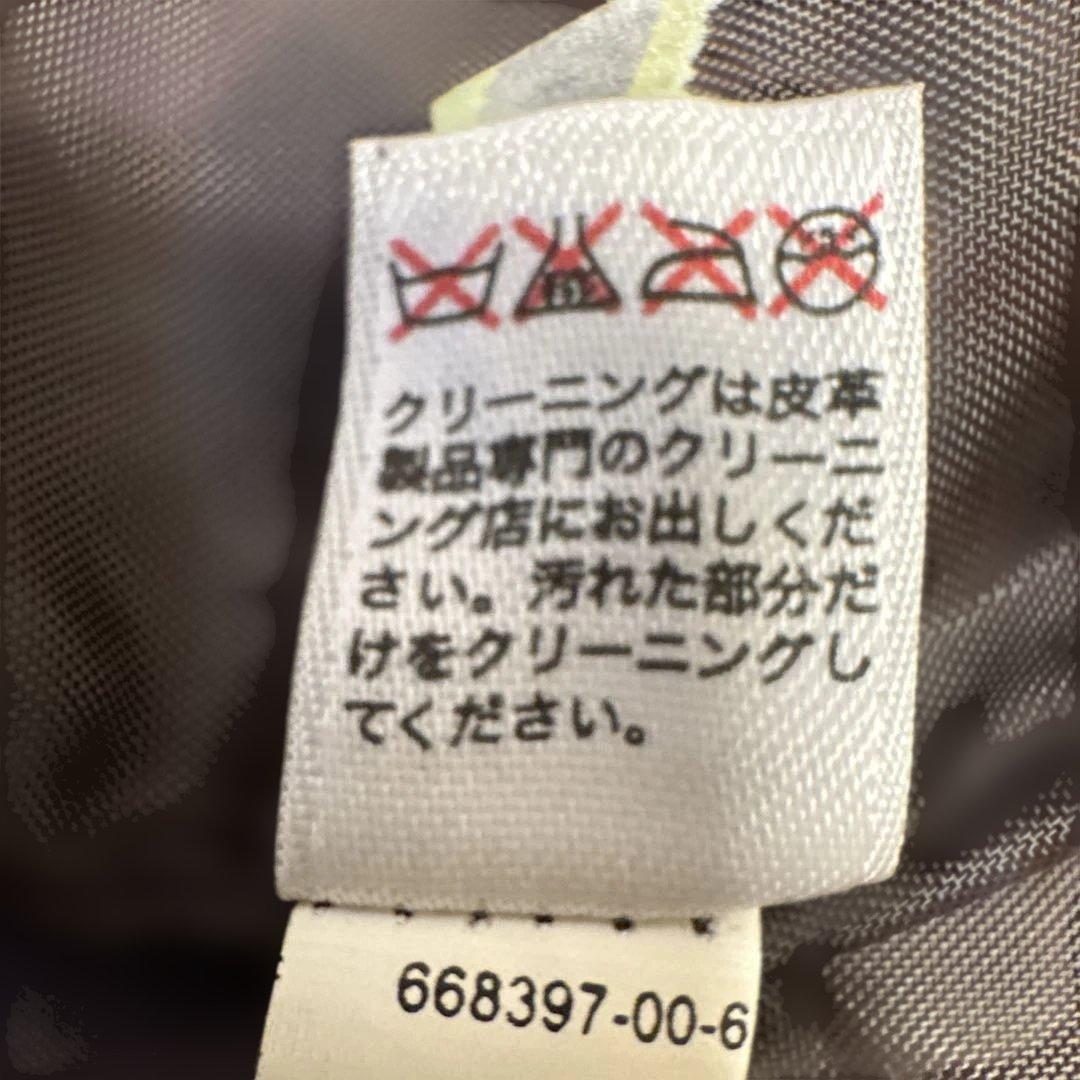 クリーニングは皮革
製品専門のクリーニ
ング店にお出しくだ
さい。汚れた部分だ
けをクリーニングし
てください。
668397-00-6